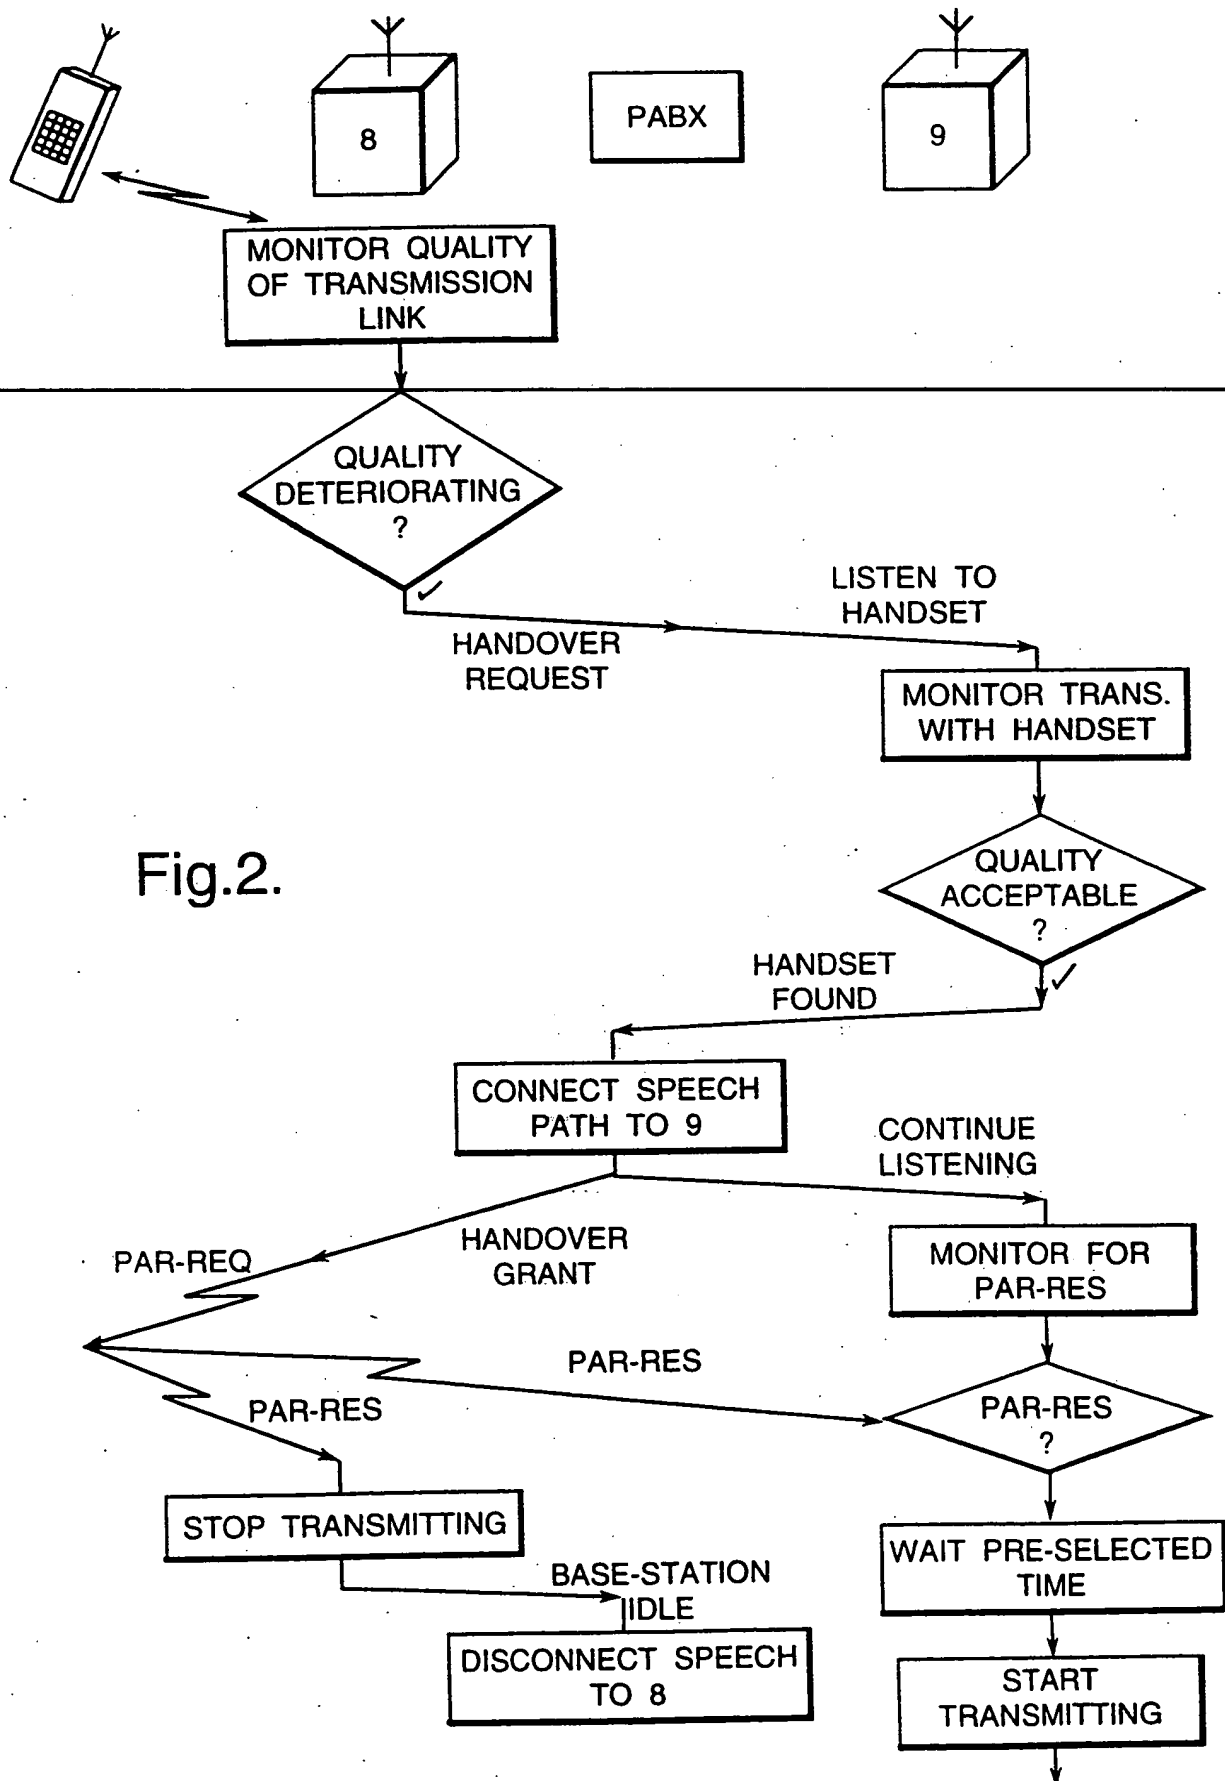 8
PABX
9
MONITOR QUALITY
OF TRANSMISSION
LINK
QUALITY
DETERIORATING
?
HANDOVER
REQUEST
LISTEN TO
HANDSET
MONITOR TRANS.
WITH HANDSET
Fig.2.
QUALITY
ACCEPTABLE
?
HANDSET
FOUND
CONNECT SPEECH
PATH TO 9
CONTINUE
LISTENING
PAR-REQ
HANDOVER
GRANT
MONITOR FOR
PAR-RES
PAR-RES
PAR-RES
PAR-RES
?
STOP TRANSMITTING
WAIT PRE-SELECTED
TIME
BASE-STATION
IDLE
DISCONNECT SPEECH
TO 8
START
TRANSMITTING